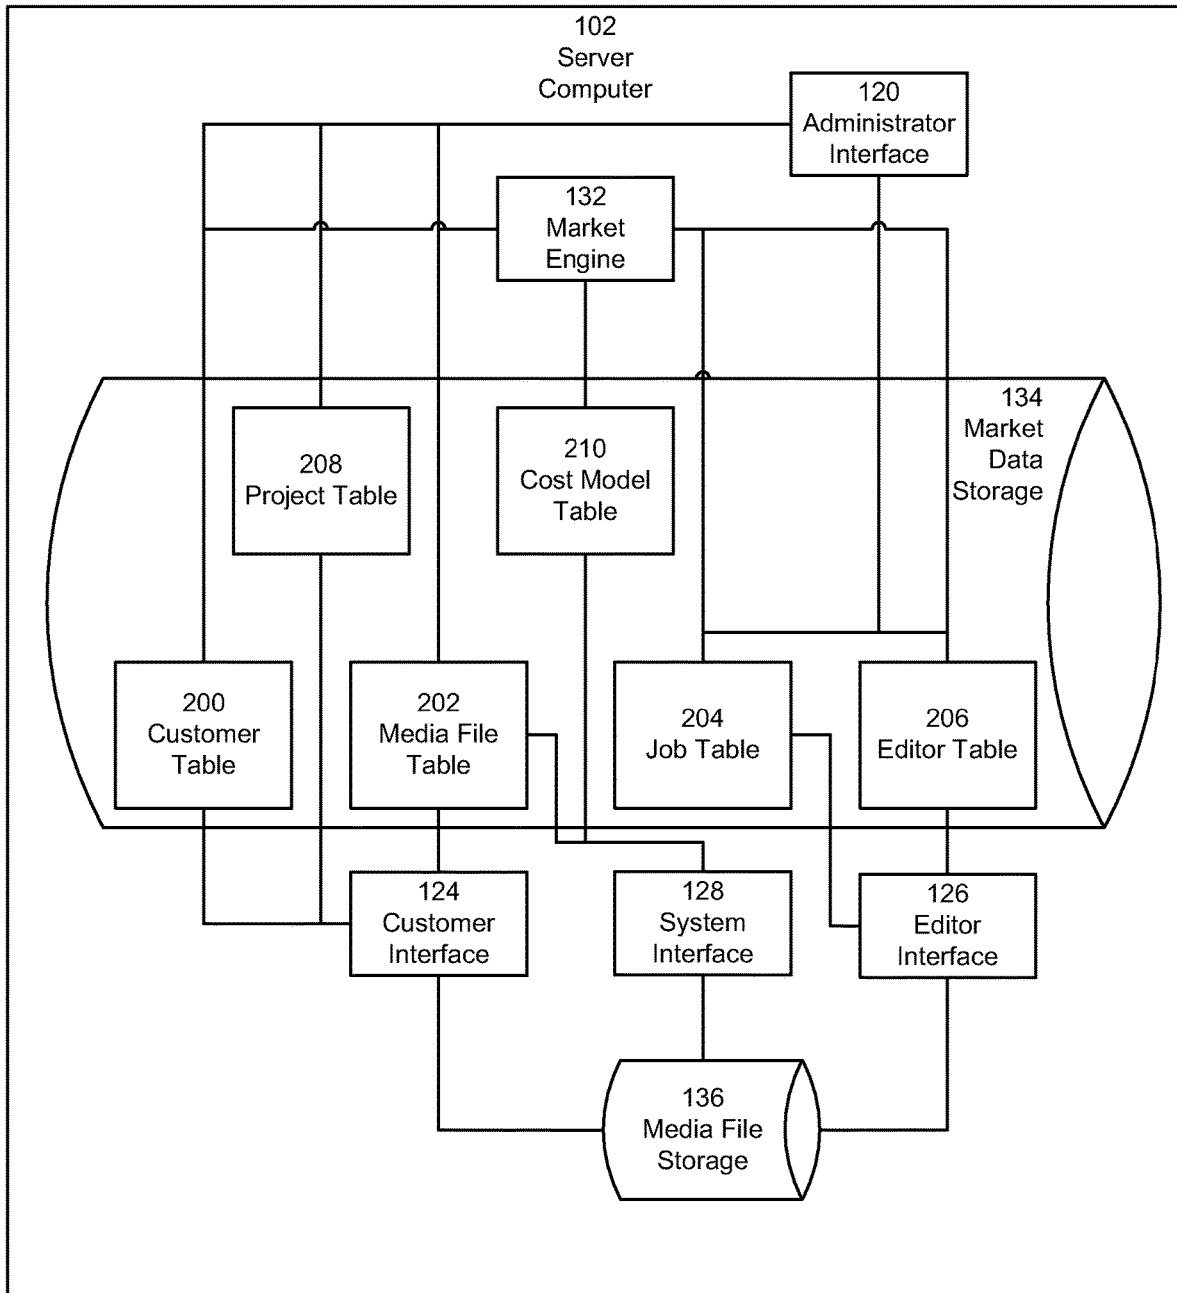 102
Server
Computer
120
Administrator
Interface
132
Market
Engine
134
Market
Data
Storage
208
Project Table
210
Cost Model
Table
200
Customer
Table
202
Media File
Table
204
Job Table
206
Editor Table
124
Customer
Interface
128
System
Interface
126
Editor
Interface
136
Media File
Storage